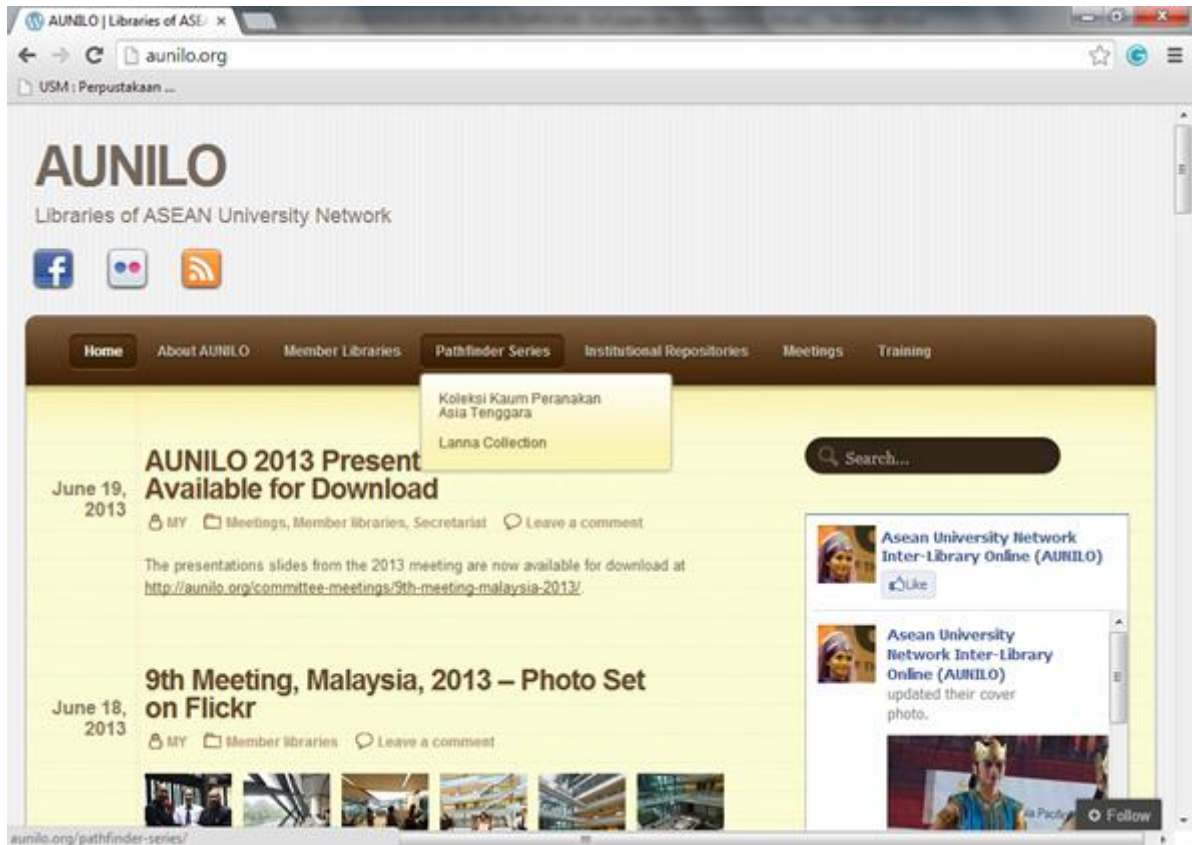 AUNILO | Libraries of ASE
aunilo.org
USM : Perpustakaan ...
AUNILO
Libraries of ASEAN University Network
Home About AUNILO Member Libraries Pathfinder Series Institutional Repositories Meetings Training
Koleksi Kaum Peranakan
Asia Tenggara
Lanna Collection
June 19,
2013
AUNILO 2013 Present
Available for Download
MY Meetings, Member libraries, Secretariat Leave a comment
The presentations slides from the 2013 meeting are now available for download at
http://aunilo.org/committee-meetings/9th-meeting-malaysia-2013/.
June 18,
2013
9th Meeting, Malaysia, 2013 – Photo Set
on Flickr
MY Member libraries Leave a comment
Search...
Asean University Network
Inter-Library Online (AUNILO)
Like
Asean University
Network Inter-Library
Online (AUNILO)
updated their cover
photo.
Follow
aunilo.org/pathfinder-series/